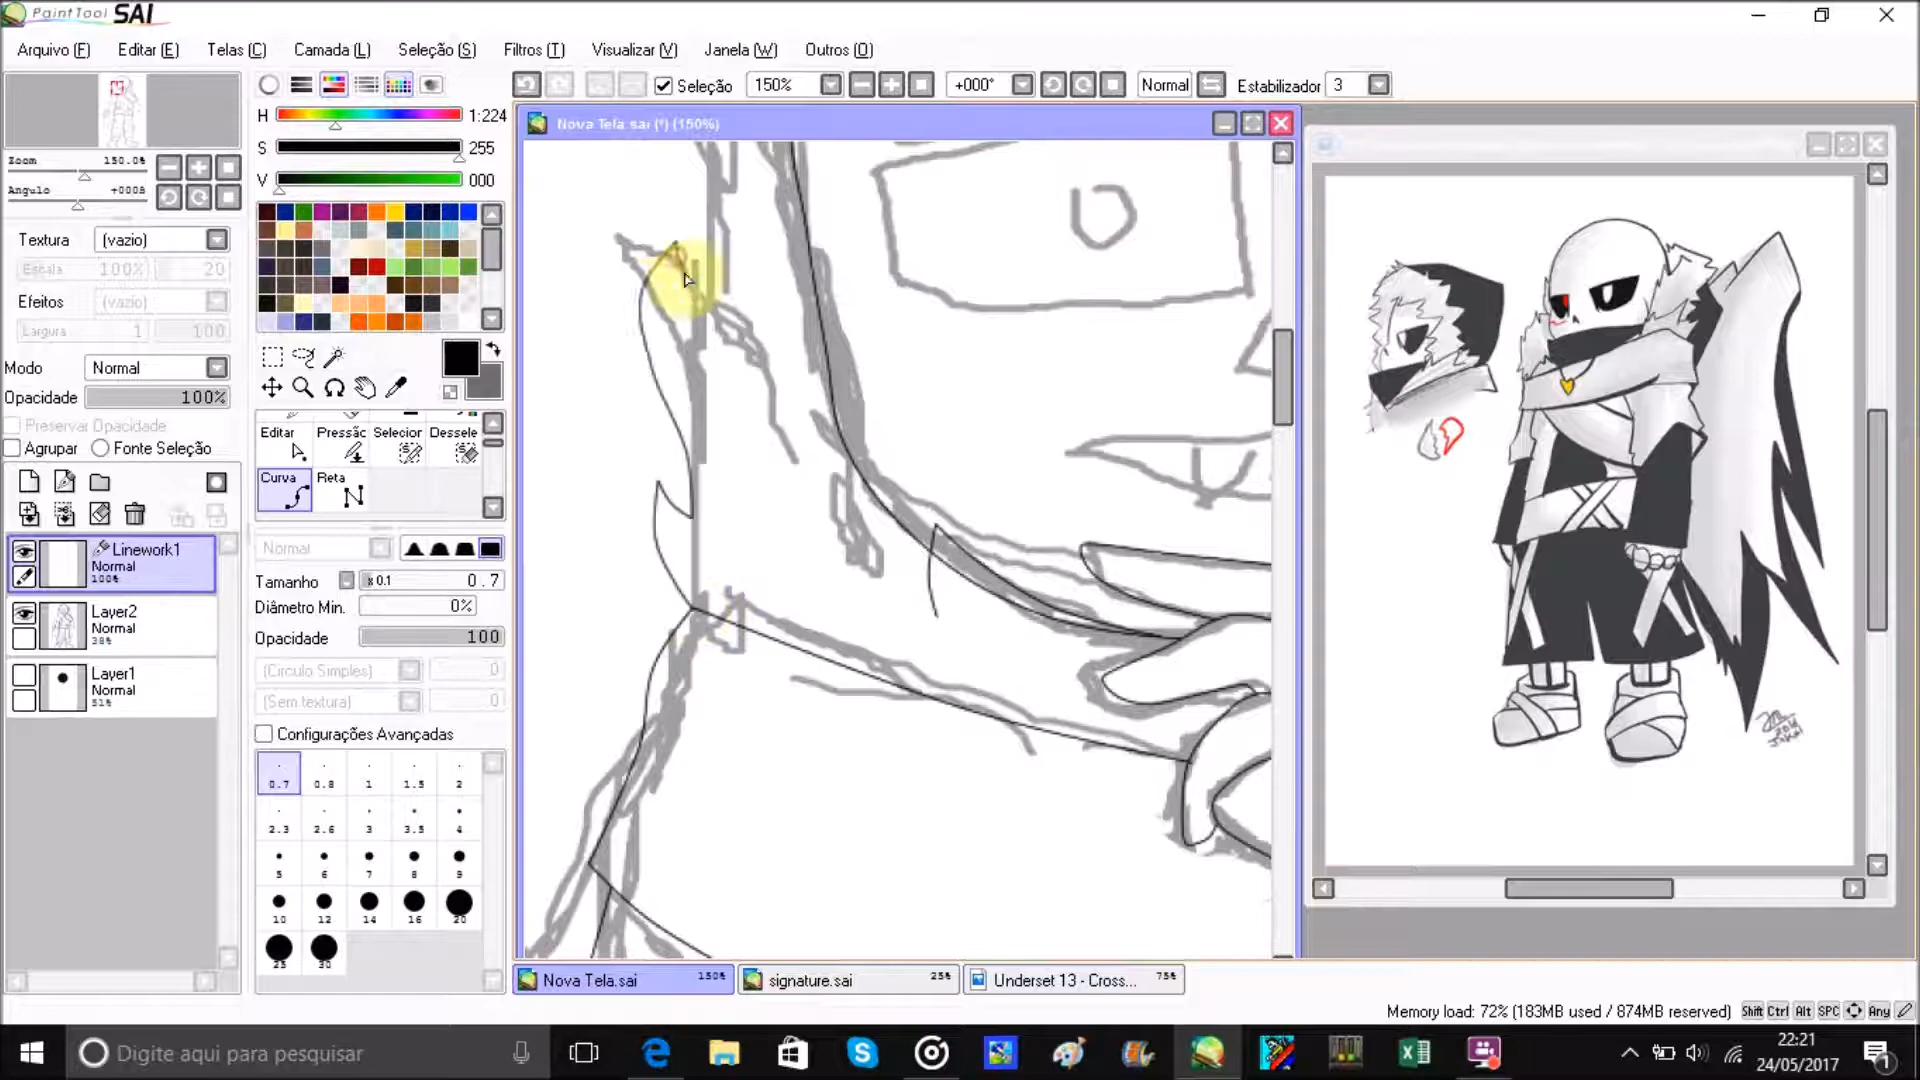 PaintTool SAI
Arquivo (F) Editar (E) Telas (C) Camada (L) Seleção (S) Filtros (T) Visualizar (V) Janela (W) Outros (O)
Seleção 150% +000° Normal Estabilizador 3
H 1:224
S 255
V 000
Zoom 150.0%
Angulo +000°
Textura (vazio)
Escala 100% 20
Efeitos (vazio)
Largura 1 100
Modo Normal
Opacidade 100%
Preservar Opacidade
Agrupar Fonte Seleção
Linework1
Normal
100%
Layer2
Normal
38%
Layer1
Normal
51%
Editar Pressão Selecior Dessele
Curva Reta
Normal
Tamanho x 0.1 0.7
Diâmetro Min. 0%
Opacidade 100
(Circulo Simples) 0
(Sem textura) 0
Configurações Avançadas
0.7 0.8 1 1.5 2
2.3 2.6 3 3.5 4
5 6 7 8 9
10 12 14 16 20
25 30
Nova Tela.sai (*) (150%)
Nova Tela.sai 150% signature.sai 25% Underset 13 - Cross... 75%
Memory load: 72% (183MB used / 874MB reserved) Shift Ctrl Alt SPC Any
Digite aqui para pesquisar
22:21
24/05/2017
1